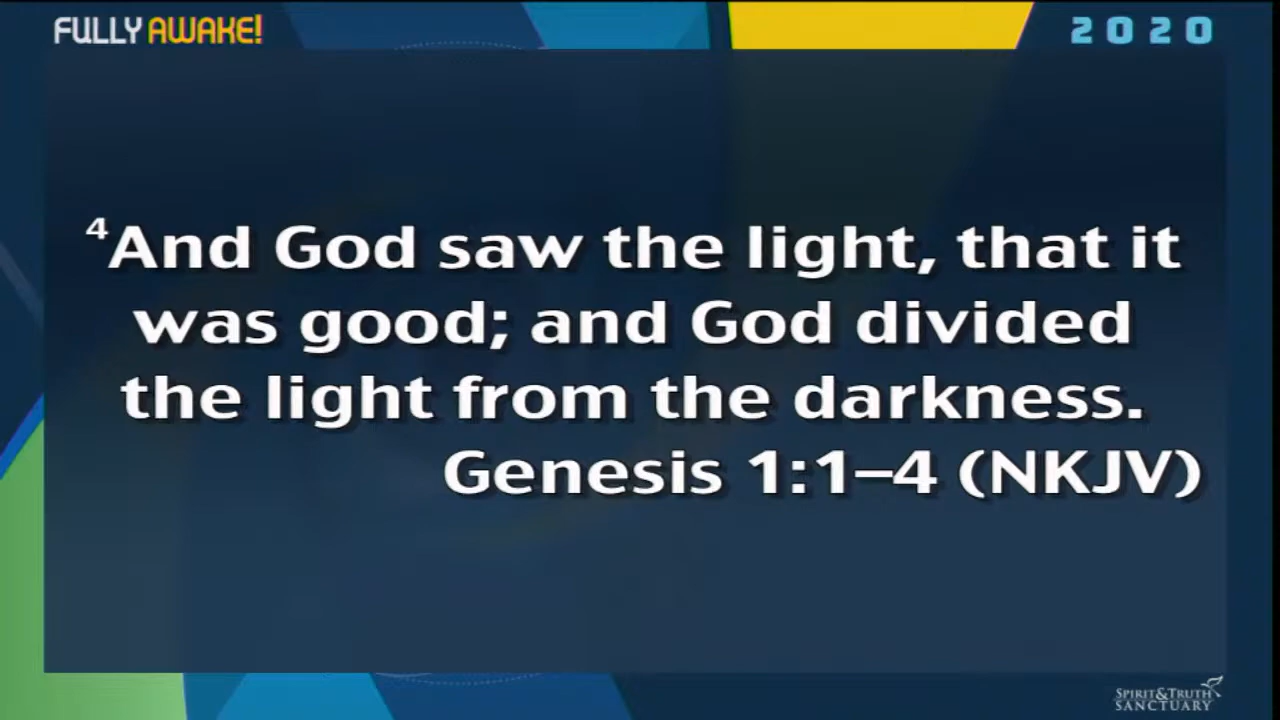 FULLY AWAKE!
2020
4And God saw the light, that it
was good; and God divided
the light from the darkness.
Genesis 1:1–4 (NKJV)
SPIRIT&TRUTH
SANCTUARY